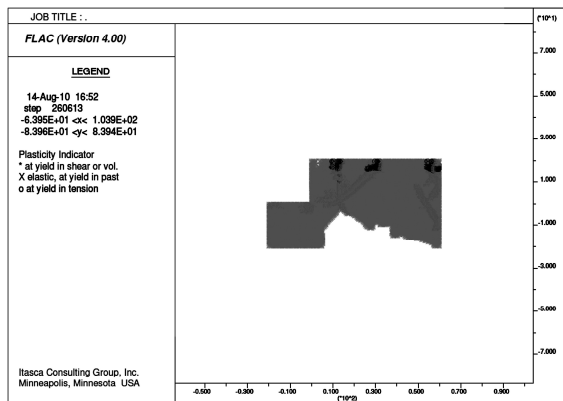 JOB TITLE : .
FLAC (Version 4.00)
LEGEND
14-Aug-10 16:52
step 260613
-6.395E+01 <x< 1.039E+02
-8.396E+01 <y< 8.394E+01
Plasticity Indicator
* at yield in shear or vol.
X elastic, at yield in past
o at yield in tension
Itasca Consulting Group, Inc.
Minneapolis, Minnesota USA
(*10^1)
7.000
5.000
3.000
1.000
-1.000
-3.000
-5.000
-7.000
-0.500 -0.300 -0.100 0.100 0.300 0.500 0.700 0.900
(*10^2)